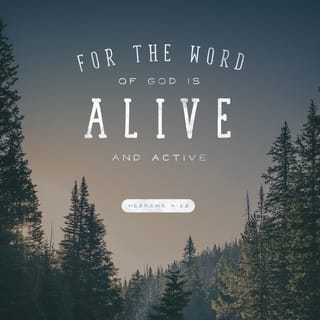 FOR THE WORD
OF GOD IS
ALIVE
AND ACTIVE
HEBREWS 4:12